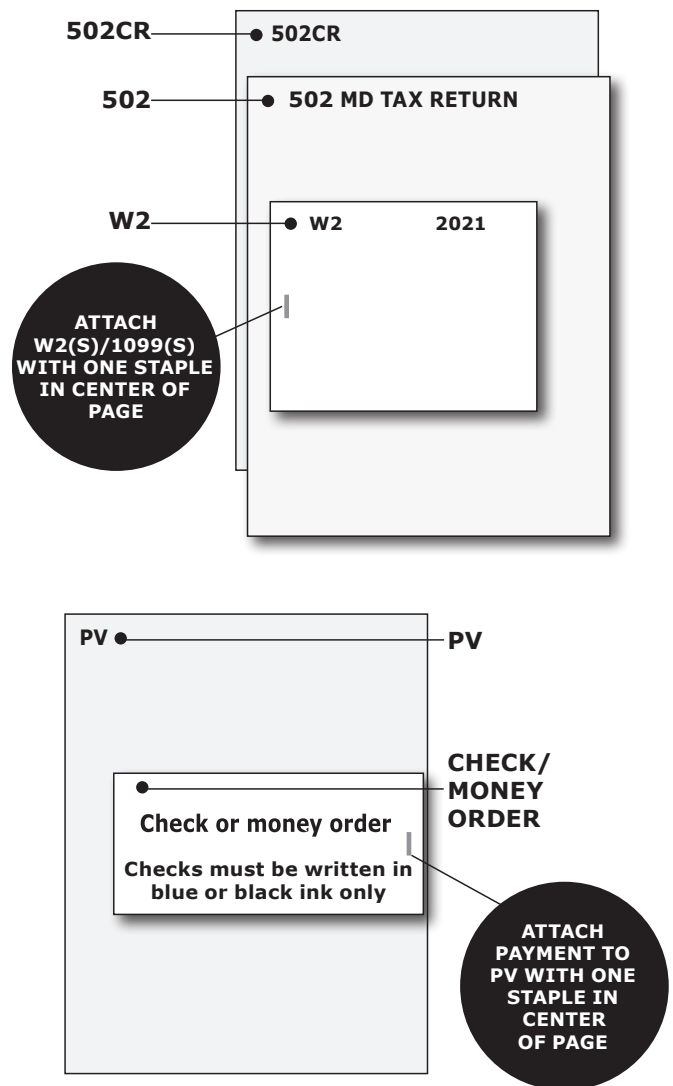 502CR
502CR
502
502 MD TAX RETURN
W2
W2 2021
ATTACH
W2(S)/1099(S)
WITH ONE STAPLE
IN CENTER OF
PAGE
PV
PV
CHECK/
MONEY
ORDER
Check or money order
Checks must be written in
blue or black ink only
ATTACH
PAYMENT TO
PV WITH ONE
STAPLE IN
CENTER
OF PAGE